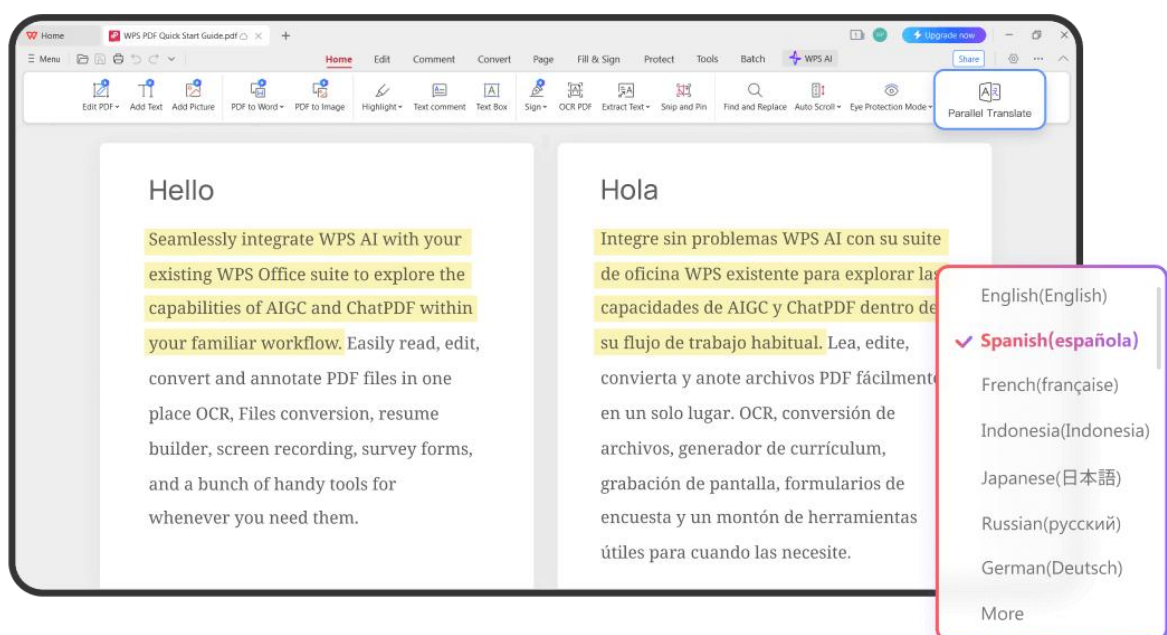 Home
WPS PDF Quick Start Guide.pdf
Upgrade now
Menu
Home Edit Comment Convert Page Fill & Sign Protect Tools Batch WPS AI
Share
Edit PDF Add Text Add Picture PDF to Word PDF to Image Highlight Text comment Text Box Sign OCR PDF Extract Text Snip and Pin Find and Replace Auto Scroll Eye Protection Mode Parallel Translate
Hello
Seamlessly integrate WPS AI with your
existing WPS Office suite to explore the
capabilities of AIGC and ChatPDF within
your familiar workflow. Easily read, edit,
convert and annotate PDF files in one
place OCR, Files conversion, resume
builder, screen recording, survey forms,
and a bunch of handy tools for
whenever you need them.
Hola
Integre sin problemas WPS AI con su suite
de oficina WPS existente para explorar las
capacidades de AIGC y ChatPDF dentro de
su flujo de trabajo habitual. Lea, edite,
convierta y anote archivos PDF fácilmente
en un solo lugar. OCR, conversión de
archivos, generador de currículum,
grabación de pantalla, formularios de
encuesta y un montón de herramientas
útiles para cuando las necesite.
English(English)
Spanish(española)
French(française)
Indonesia(Indonesia)
Japanese(日本語)
Russian(русский)
German(Deutsch)
More